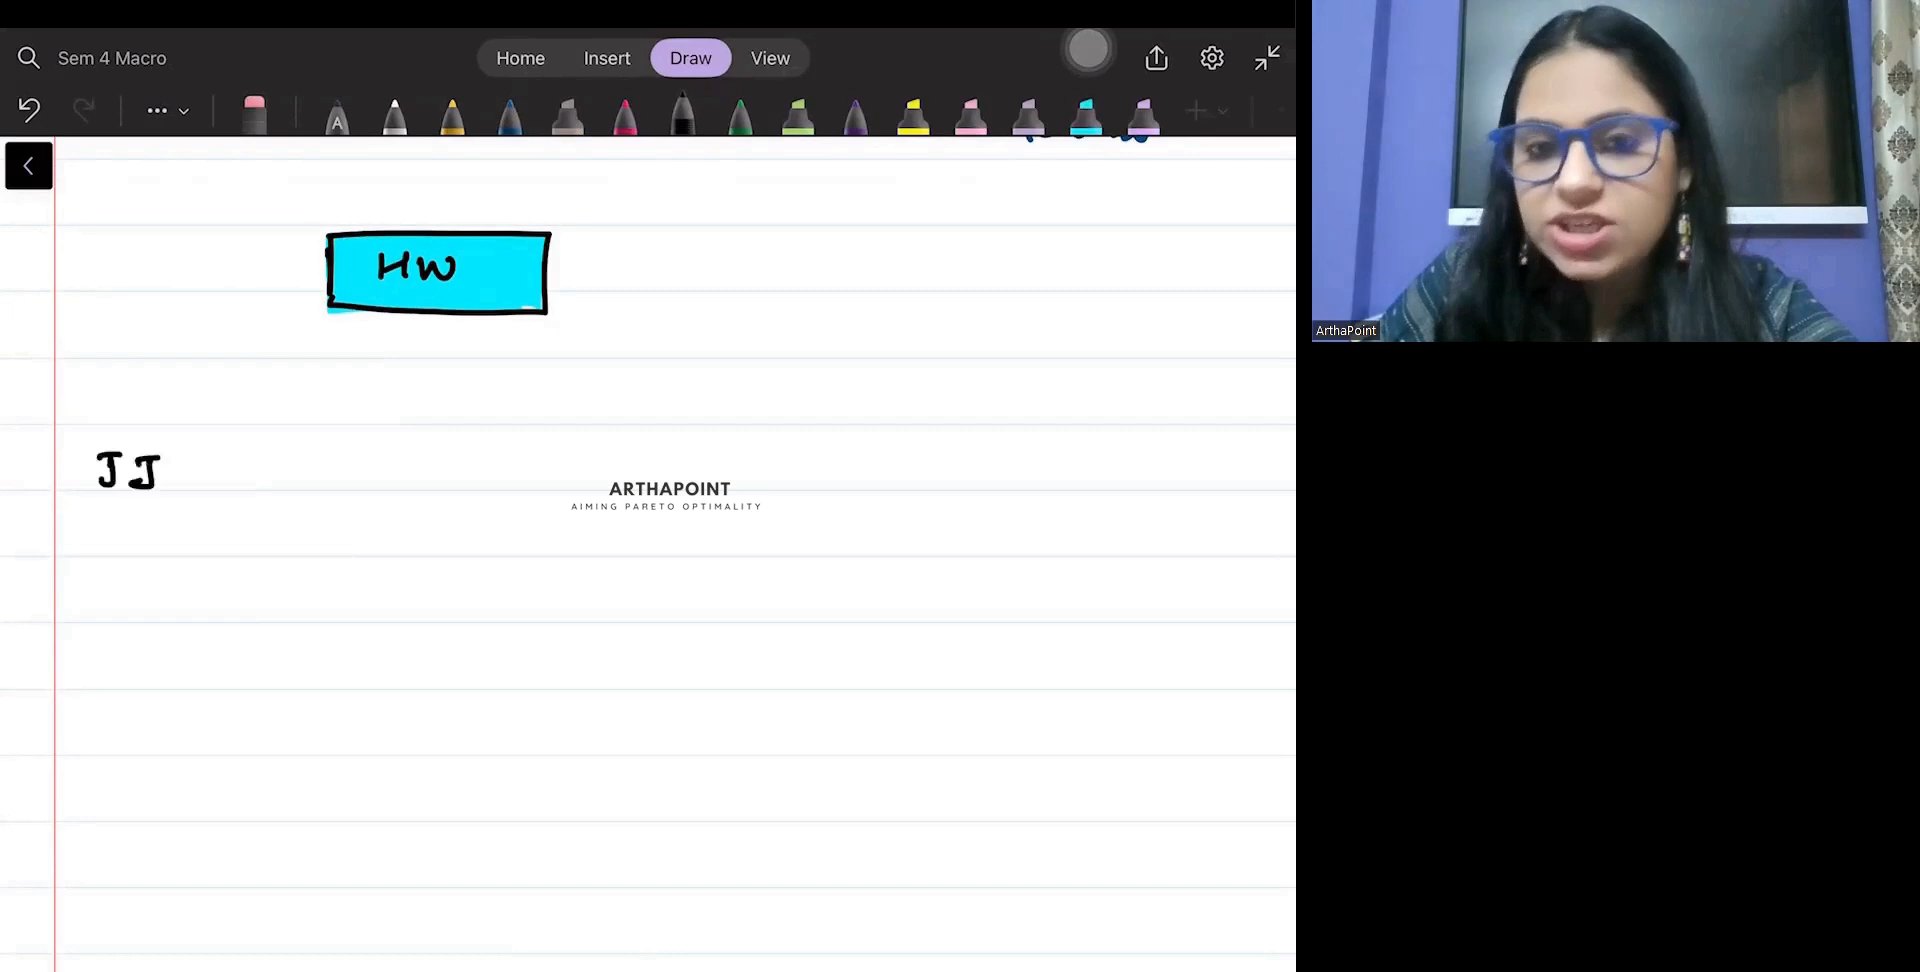 Sem 4 Macro
Home Insert Draw View
A
HW
JJ
ARTHAPOINT
AIMING PARETO OPTIMALITY
ArthaPoint